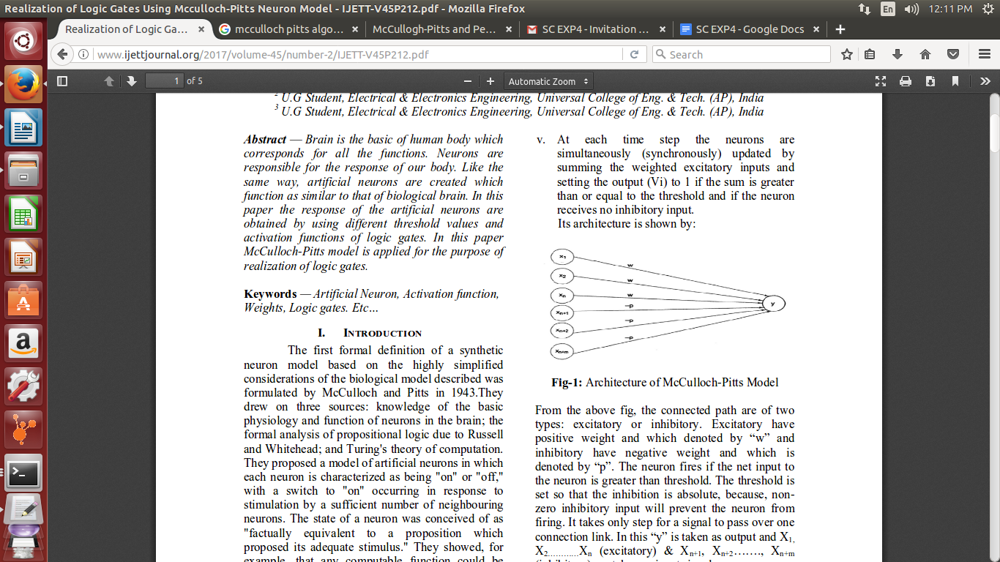 Realization of Logic Gates Using Mcculloch-Pitts Neuron Model - IJETT-V45P212.pdf - Mozilla Firefox
En
12:11 PM
Realization of Logic Ga...
mcculloch pitts algo...
McCullogh-Pitts and Pe...
SC EXP4 - Invitation ...
SC EXP4 - Google Docs
www.ijettjournal.org/2017/volume-45/number-2/IJETT-V45P212.pdf
Search
1 of 5
Automatic Zoom
2 U.G Student, Electrical & Electronics Engineering, Universal College of Eng. & Tech. (AP), India
3 U.G Student, Electrical & Electronics Engineering, Universal College of Eng. & Tech. (AP), India
Abstract — Brain is the basic of human body which
corresponds for all the functions. Neurons are
responsible for the response of our body. Like the
same way, artificial neurons are created which
function as similar to that of biological brain. In this
paper the response of the artificial neurons are
obtained by using different threshold values and
activation functions of logic gates. In this paper
McCulloch-Pitts model is applied for the purpose of
realization of logic gates.
Keywords — Artificial Neuron, Activation function,
Weights, Logic gates. Etc…
I. INTRODUCTION
The first formal definition of a synthetic
neuron model based on the highly simplified
considerations of the biological model described was
formulated by McCulloch and Pitts in 1943.They
drew on three sources: knowledge of the basic
physiology and function of neurons in the brain; the
formal analysis of propositional logic due to Russell
and Whitehead; and Turing's theory of computation.
They proposed a model of artificial neurons in which
each neuron is characterized as being "on" or "off,"
with a switch to "on" occurring in response to
stimulation by a sufficient number of neighbouring
neurons. The state of a neuron was conceived of as
"factually equivalent to a proposition which
proposed its adequate stimulus." They showed, for
example, that any computable function could be
v. At each time step the neurons are
simultaneously (synchronously) updated by
summing the weighted excitatory inputs and
setting the output (Vi) to 1 if the sum is greater
than or equal to the threshold and if the neuron
receives no inhibitory input.
Its architecture is shown by:
x1
w
x2
w
xn
w
y
xn+1
-p
xn+2
-p
xn+m
-p
Fig-1: Architecture of McCulloch-Pitts Model
From the above fig, the connected path are of two
types: excitatory or inhibitory. Excitatory have
positive weight and which denoted by “w” and
inhibitory have negative weight and which is
denoted by “p”. The neuron fires if the net input to
the neuron is greater than threshold. The threshold is
set so that the inhibition is absolute, because, non-
zero inhibitory input will prevent the neuron from
firing. It takes only step for a signal to pass over one
connection link. In this “y” is taken as output and X1,
X2............Xn (excitatory) & Xn+1, Xn+2……., Xn+m